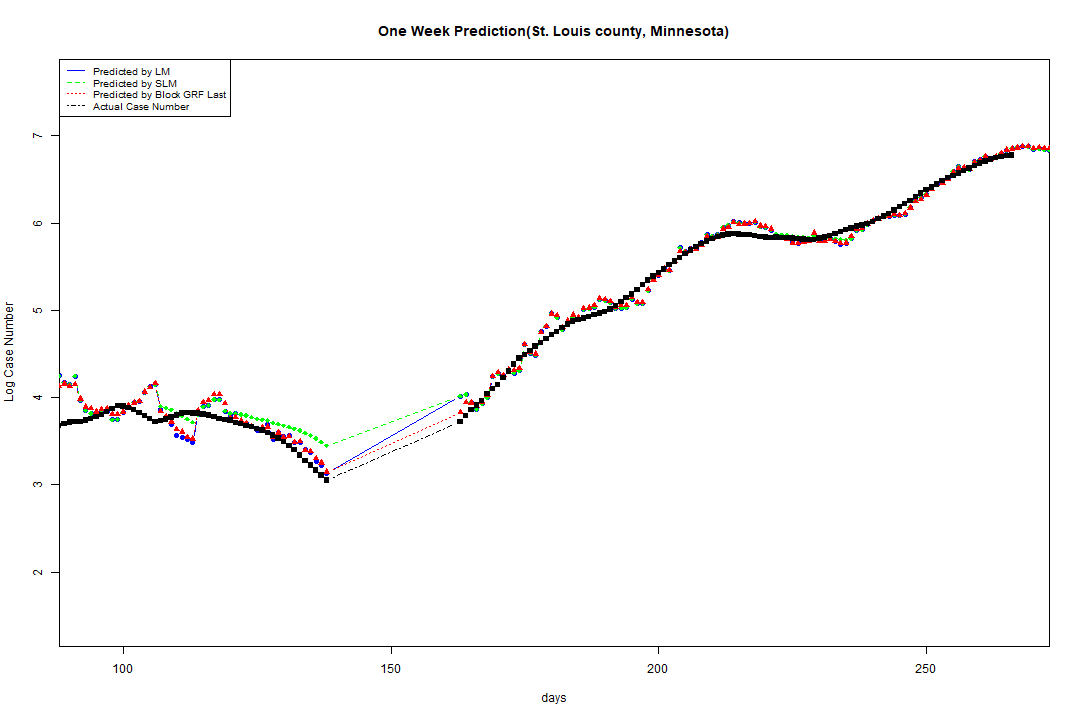 One Week Prediction(St. Louis county, Minnesota)
Predicted by LM
Predicted by SLM
Predicted by Block GRF Last
Actual Case Number
7
6
5
4
3
2
Log Case Number
100 150 200 250
days